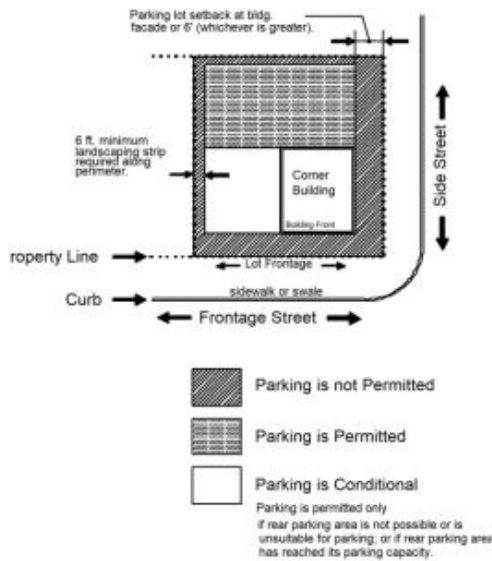 Parking lot setback at bldg.
facade or 6' (whichever is greater).
6 ft. minimum
landscaping strip
required along
perimeter.
Corner
Building
Building Front
Side Street
roperty Line
Lot Frontage
Curb
sidewalk or swale
Frontage Street
Parking is not Permitted
Parking is Permitted
Parking is Conditional
Parking is permitted only
if rear parking area is not possible or is
unsuitable for parking; or if rear parking area
has reached its parking capacity.